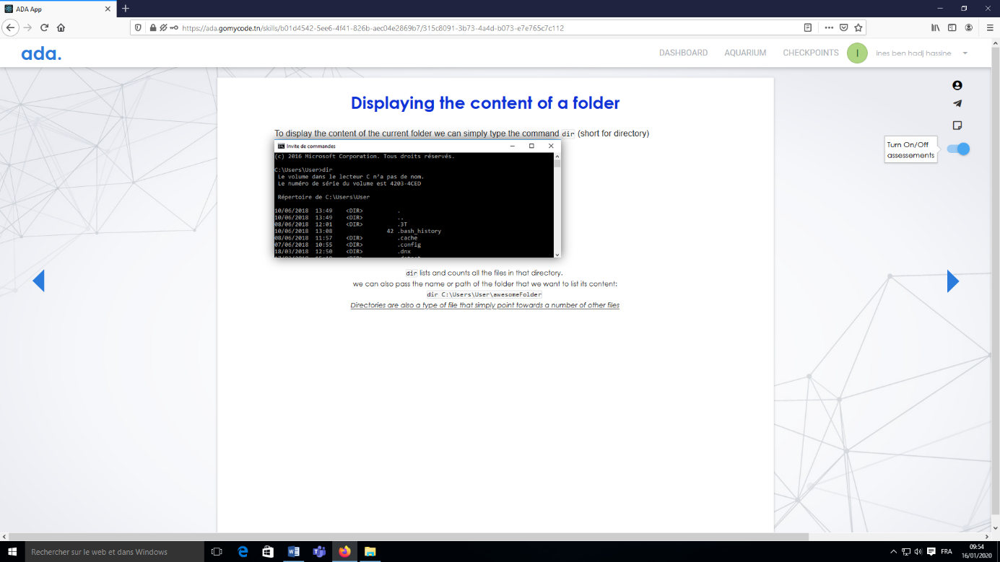 ADA App
https://ada.gomycode.tn/skills/b01d4542-5ee6-4f41-826b-aec04e2869b7/315c8091-3b73-4a4d-b073-e7e765c7c112
ada.
DASHBOARD
AQUARIUM
CHECKPOINTS
I
ines ben hadj hassine
Displaying the content of a folder
To display the content of the current folder we can simply type the command dir (short for directory)
Turn On/Off
assessements
Invite de commandes
(c) 2016 Microsoft Corporation. Tous droits réservés.
C:\Users\User>dir
Le volume dans le lecteur C n'a pas de nom.
Le numéro de série du volume est 4203-4CED
Répertoire de C:\Users\User
10/06/2018 13:49 <DIR> .
10/06/2018 13:49 <DIR> ..
08/06/2018 12:01 <DIR> .3T
10/06/2018 13:08 42 .bash_history
08/06/2018 11:57 <DIR> .cache
07/06/2018 10:55 <DIR> .config
18/03/2018 12:50 <DIR> .dnx
dir lists and counts all the files in that directory.
we can also pass the name or path of the folder that we want to list its content:
dir C:\Users\User\awesomeFolder
Directories are also a type of file that simply point towards a number of other files
Rechercher sur le web et dans Windows
FRA
09:54
16/01/2020